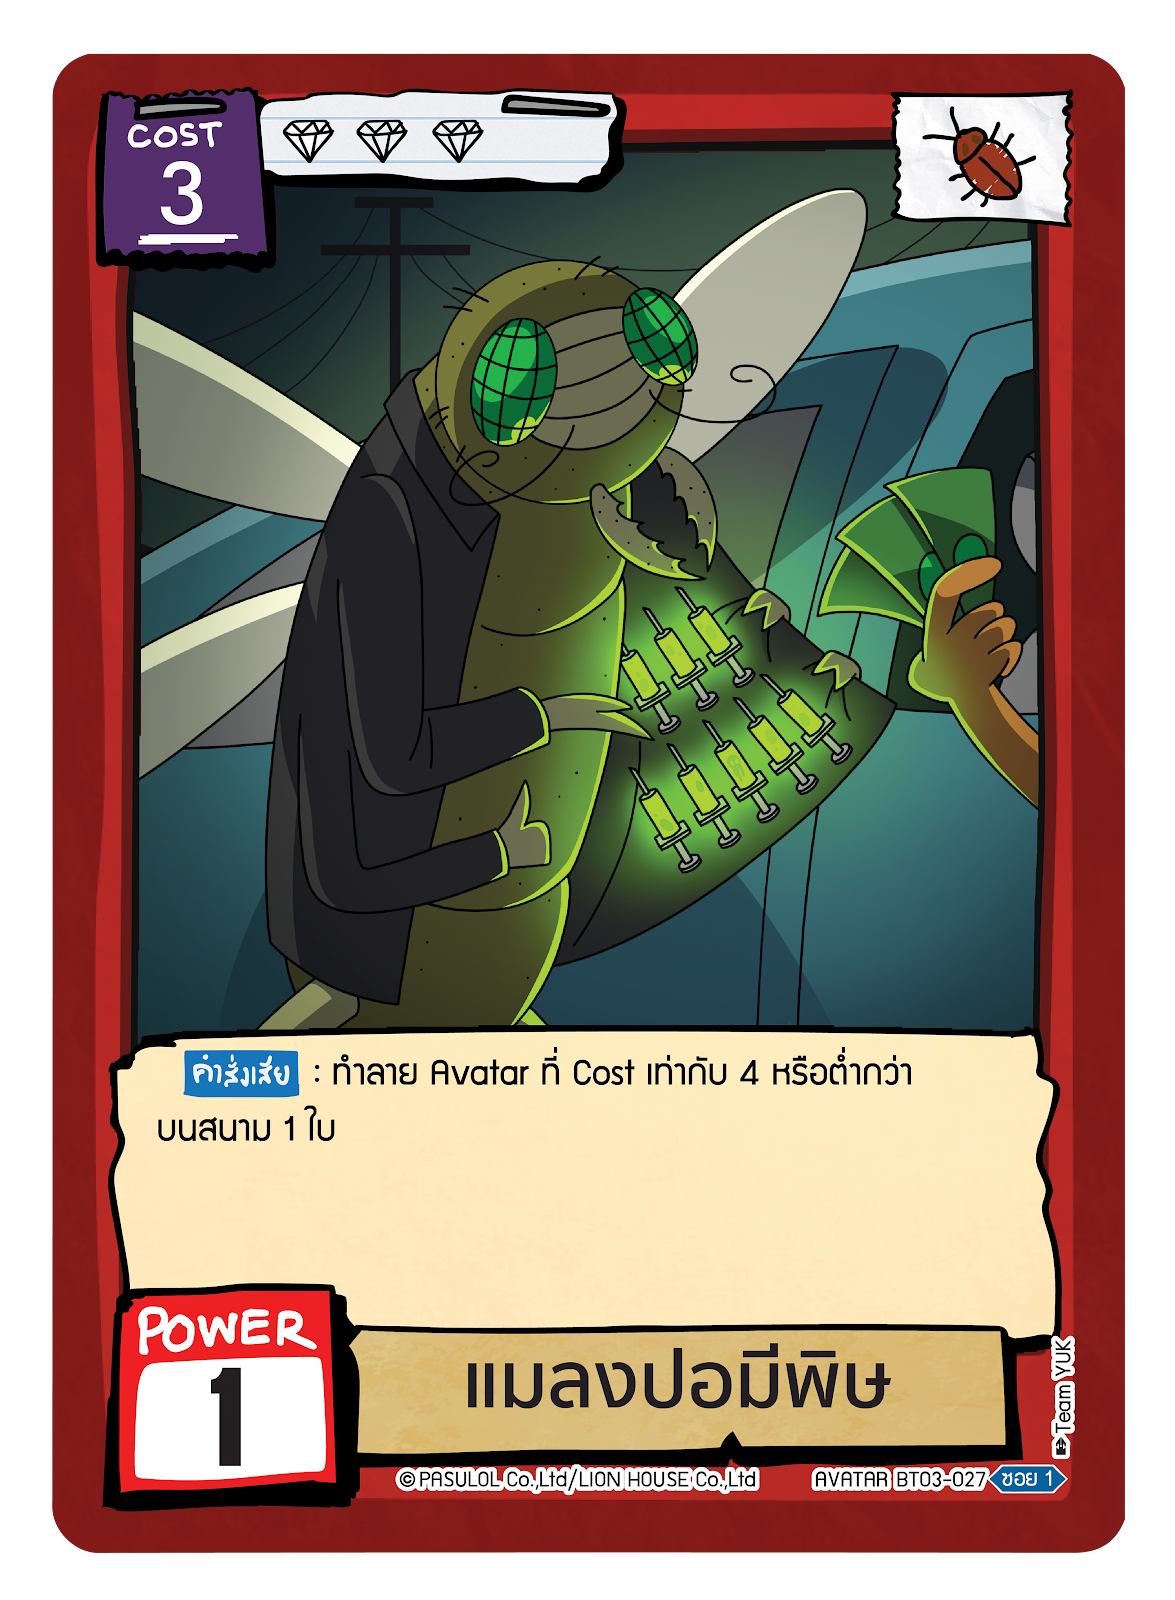 COST
3
คำสั่งเสีย : ทำลาย Avatar ที่ Cost เท่ากับ 4 หรือต่ำกว่า
บนสนาม 1 ใบ
POWER
1
แมลงปอมีพิษ
Team YUK
© PASULOL Co.,Ltd/LION HOUSE Co.,Ltd
AVATAR BT03-027 ซอย 1